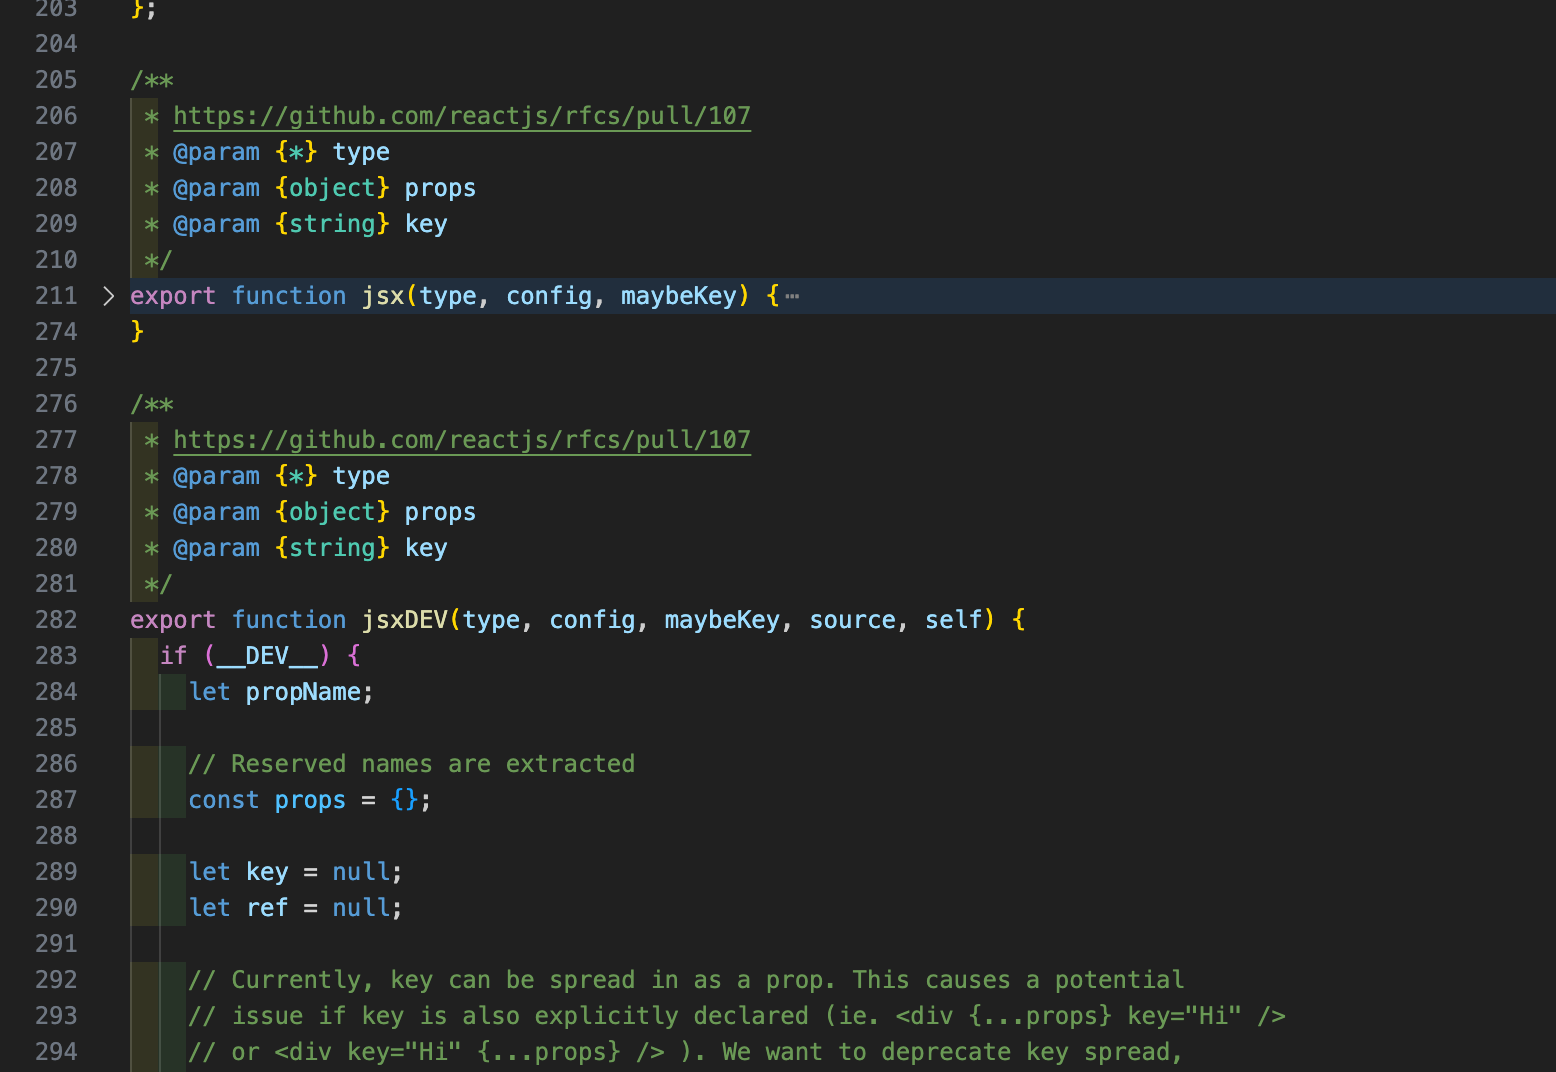 203 };
204
205 /**
206 * https://github.com/reactjs/rfcs/pull/107
207 * @param {*} type
208 * @param {object} props
209 * @param {string} key
210 */
211 export function jsx(type, config, maybeKey) {⋯
274 }
275
276 /**
277 * https://github.com/reactjs/rfcs/pull/107
278 * @param {*} type
279 * @param {object} props
280 * @param {string} key
281 */
282 export function jsxDEV(type, config, maybeKey, source, self) {
283 if (__DEV__) {
284 let propName;
285
286 // Reserved names are extracted
287 const props = {};
288
289 let key = null;
290 let ref = null;
291
292 // Currently, key can be spread in as a prop. This causes a potential
293 // issue if key is also explicitly declared (ie. <div {...props} key="Hi" />
294 // or <div key="Hi" {...props} /> ). We want to deprecate key spread,